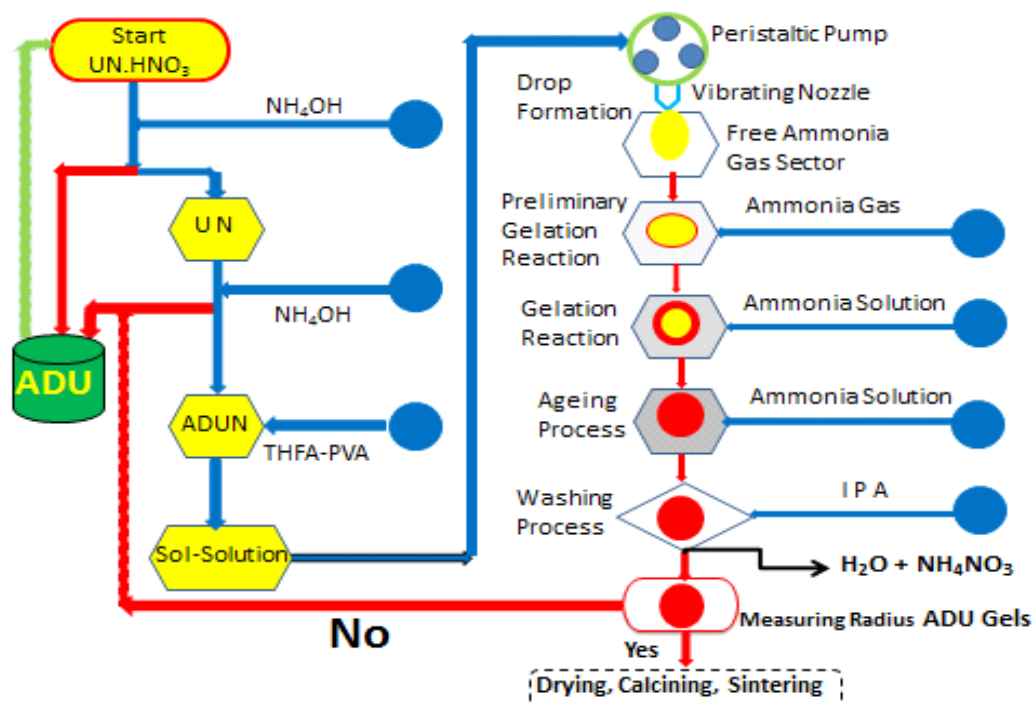 Start
UN.HNO₃
NH₄OH
UN
NH₄OH
ADU
ADUN
THFA-PVA
Sol-Solution
Peristaltic Pump
Drop
Formation
Vibrating Nozzle
Free Ammonia
Gas Sector
Preliminary
Gelation
Reaction
Ammonia Gas
Gelation
Reaction
Ammonia Solution
Ageing
Process
Ammonia Solution
Washing
Process
I P A
H₂O + NH₄NO₃
Measuring Radius ADU Gels
No
Yes
Drying, Calcining, Sintering